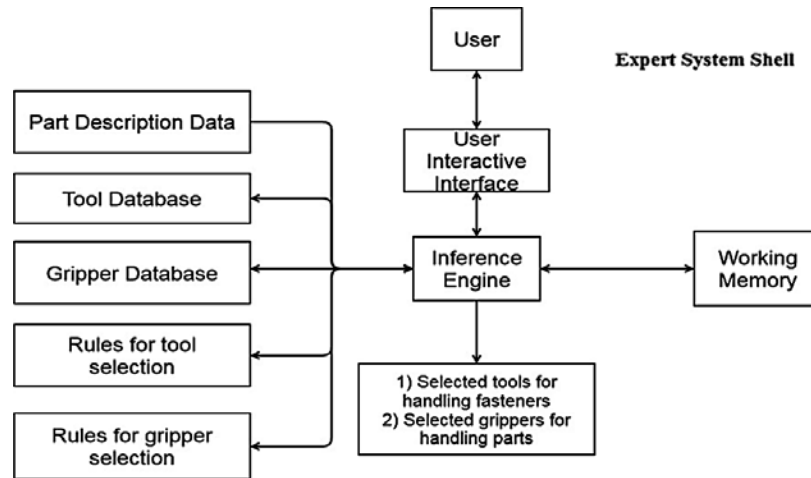 User
Expert System Shell
Part Description Data
User
Interactive
Interface
Tool Database
Gripper Database
Inference
Engine
Working
Memory
Rules for tool
selection
1) Selected tools for
handling fasteners
2) Selected grippers for
handling parts
Rules for gripper
selection